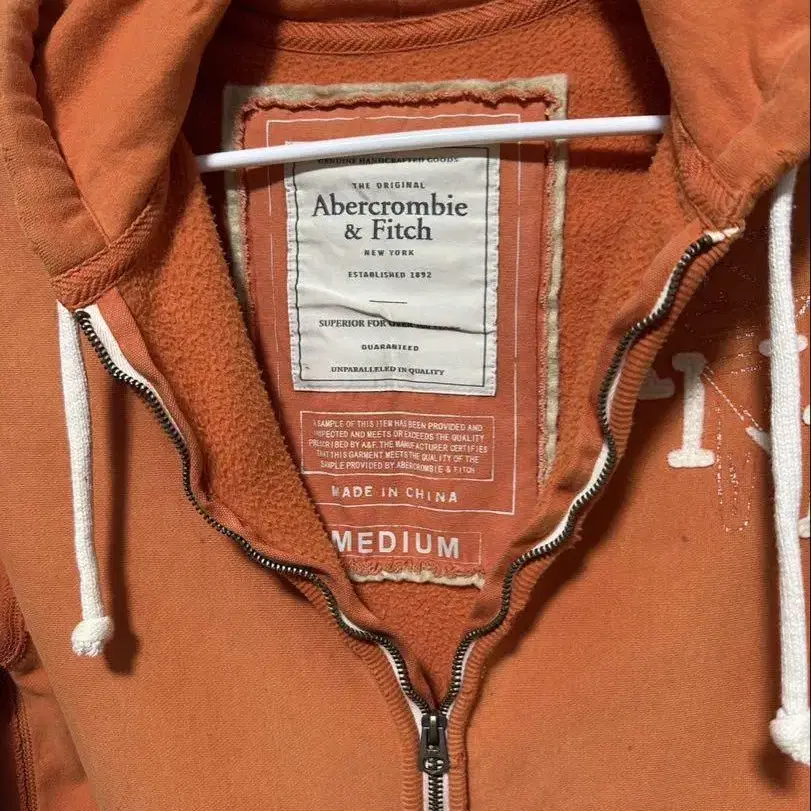 GENUINE HANDCRAFTED GOODS
THE ORIGINAL
Abercrombie
& Fitch
NEW YORK
ESTABLISHED 1892
SUPERIOR FOR OVER
GUARANTEED
UNPARALLELED IN QUALITY
A SAMPLE OF THIS ITEM HAS BEEN PROVIDED AND
INSPECTED AND MEETS OR EXCEEDS THE QUALITY
PRESCRIBED BY A&F. THE MANUFACTURER CERTIFIES
THAT THIS GARMENT MEETS THE QUALITY OF THE
SAMPLE PROVIDED BY ABERCROMBIE & FITCH
MADE IN CHINA
MEDIUM